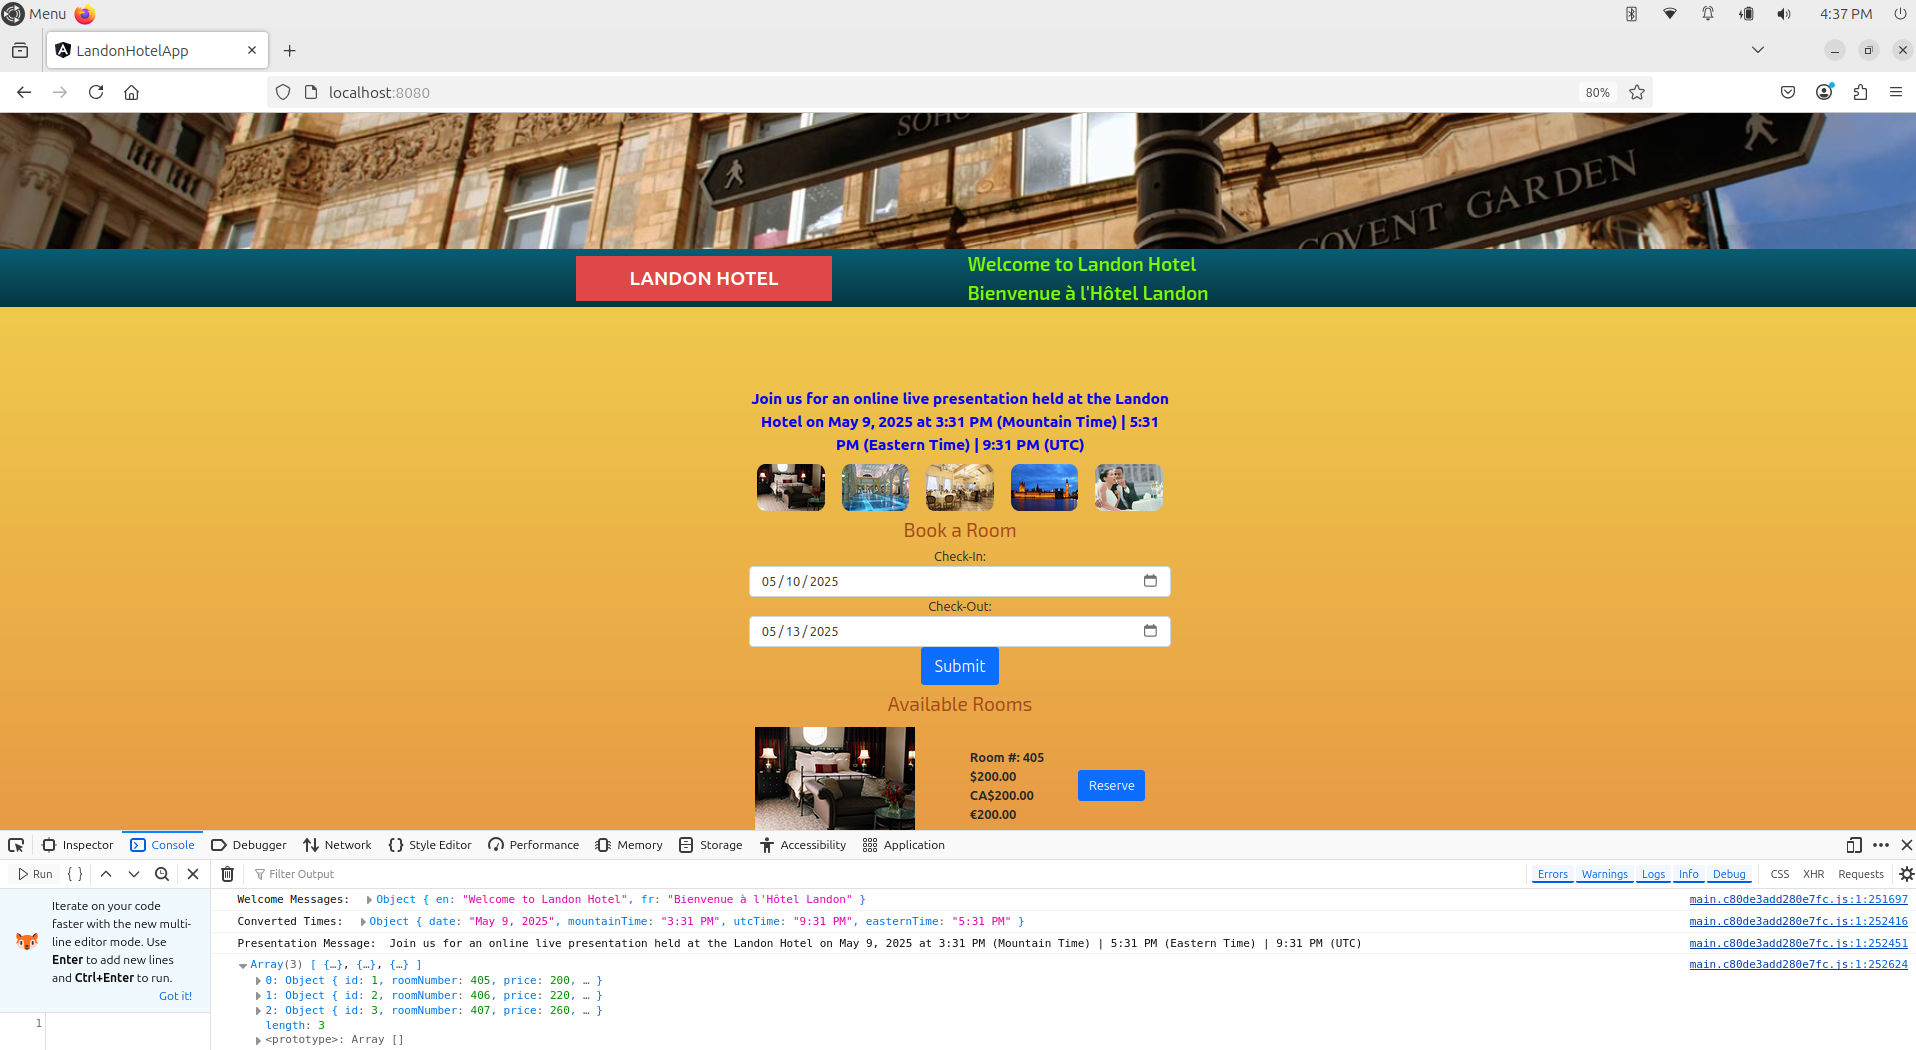 Menu
4:37 PM
LandonHotelApp
localhost:8080
80%
SOHO
COVENT GARDEN
LANDON HOTEL
Welcome to Landon Hotel
Bienvenue à l'Hôtel Landon
Join us for an online live presentation held at the Landon
Hotel on May 9, 2025 at 3:31 PM (Mountain Time) | 5:31
PM (Eastern Time) | 9:31 PM (UTC)
Book a Room
Check-In:
05/10/2025
Check-Out:
05/13/2025
Submit
Available Rooms
Room #: 405
$200.00
CA$200.00
€200.00
Reserve
Inspector Console Debugger Network Style Editor Performance Memory Storage Accessibility Application
Run
Filter Output
Errors Warnings Logs Info Debug CSS XHR Requests
Iterate on your code
faster with the new multi-
line editor mode. Use
Enter to add new lines
and Ctrl+Enter to run.
Got it!
1
Welcome Messages: Object { en: "Welcome to Landon Hotel", fr: "Bienvenue à l'Hôtel Landon" } main.c80de3add280e7fc.js:1:251697
Converted Times: Object { date: "May 9, 2025", mountainTime: "3:31 PM", utcTime: "9:31 PM", easternTime: "5:31 PM" } main.c80de3add280e7fc.js:1:252416
Presentation Message: Join us for an online live presentation held at the Landon Hotel on May 9, 2025 at 3:31 PM (Mountain Time) | 5:31 PM (Eastern Time) | 9:31 PM (UTC) main.c80de3add280e7fc.js:1:252451
Array(3) [ {…}, {…}, {…} ] main.c80de3add280e7fc.js:1:252624
0: Object { id: 1, roomNumber: 405, price: 200, … }
1: Object { id: 2, roomNumber: 406, price: 220, … }
2: Object { id: 3, roomNumber: 407, price: 260, … }
length: 3
<prototype>: Array []